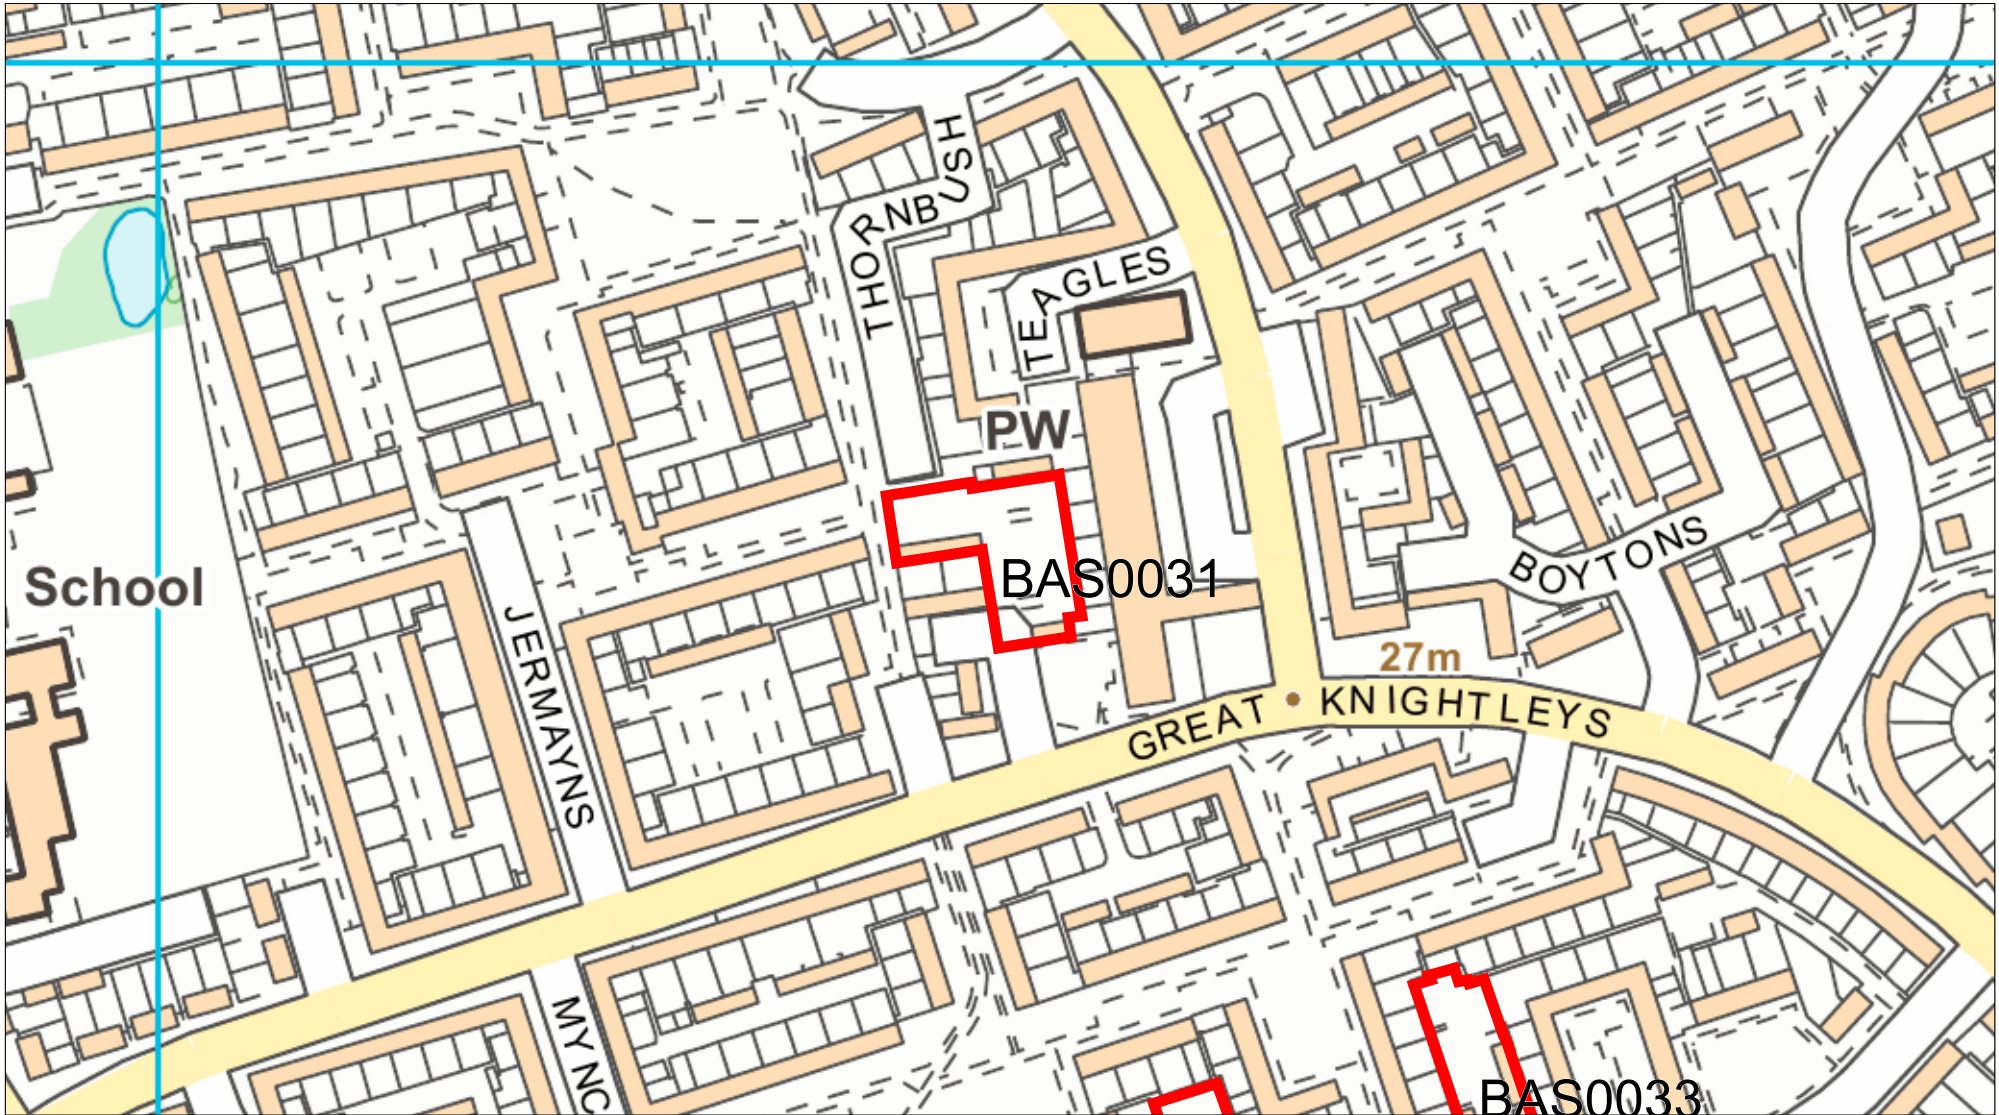 THORNBUSH
TEAGLES
PW
School
BAS0031
BOYTONS
JERMAYNS
27m
GREAT KNIGHTLEYS
MYNC
BAS0033